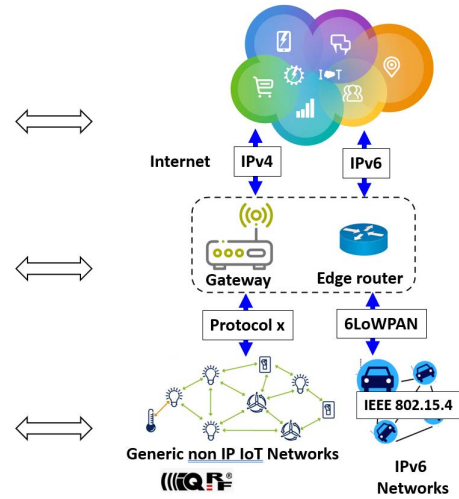 IoT
Internet
IPv4
IPv6
Gateway
Edge router
Protocol x
6LoWPAN
IEEE 802.15.4
Generic non IP IoT Networks
IQRF®
IPv6
Networks